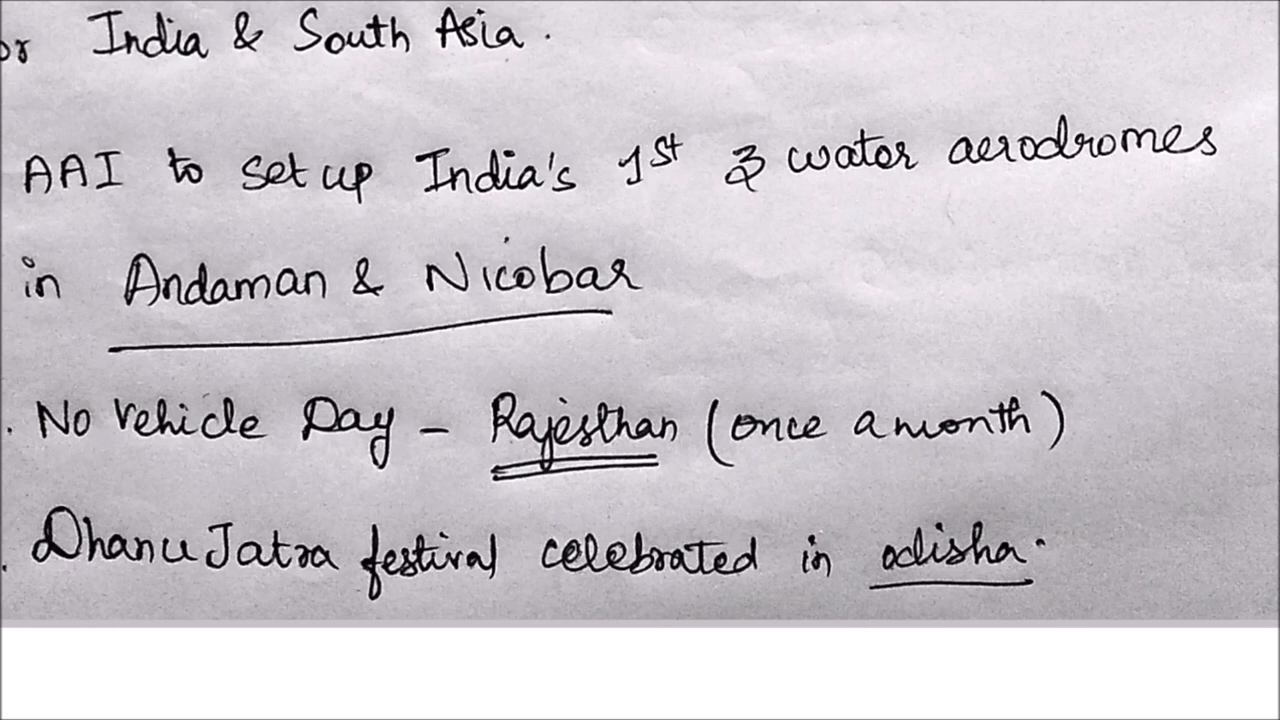 or India & South Asia.
AAI to set up India's 1st 3 water aerodromes
in Andaman & Nicobar
. No Vehicle Day - Rajesthan (once a month)
. Dhanu Jatra festival celebrated in odisha.